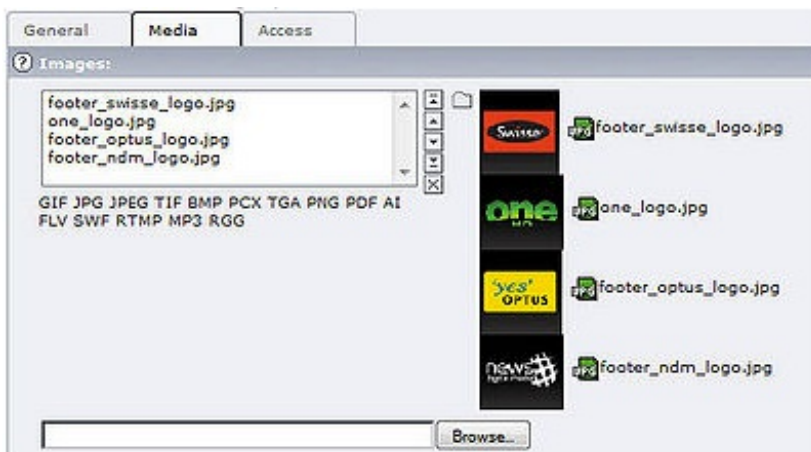 General Media Access
Images:
footer_swisse_logo.jpg
one_logo.jpg
footer_optus_logo.jpg
footer_ndm_logo.jpg
GIF JPG JPEG TIF BMP PCX TGA PNG PDF AI
FLV SWF RTMP MP3 RGG
Swisse
footer_swisse_logo.jpg
one
HD
one_logo.jpg
'yes'
OPTUS
footer_optus_logo.jpg
news
footer_ndm_logo.jpg
Browse...